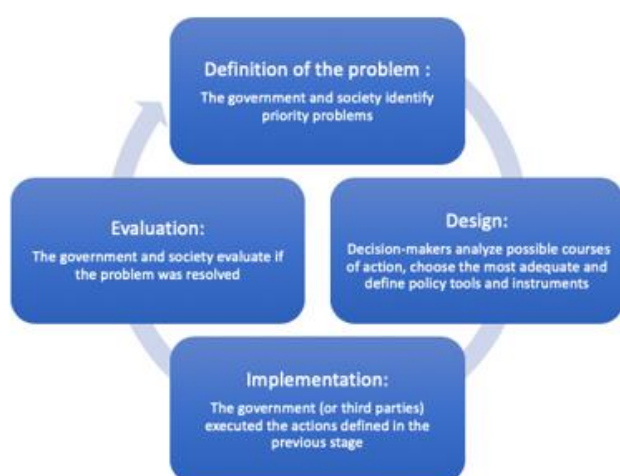 Definition of the problem :
The government and society identify
priority problems
Design:
Decision-makers analyze possible courses
of action, choose the most adequate and
define policy tools and instruments
Implementation:
The government (or third parties)
executed the actions defined in the
previous stage
Evaluation:
The government and society evaluate if
the problem was resolved